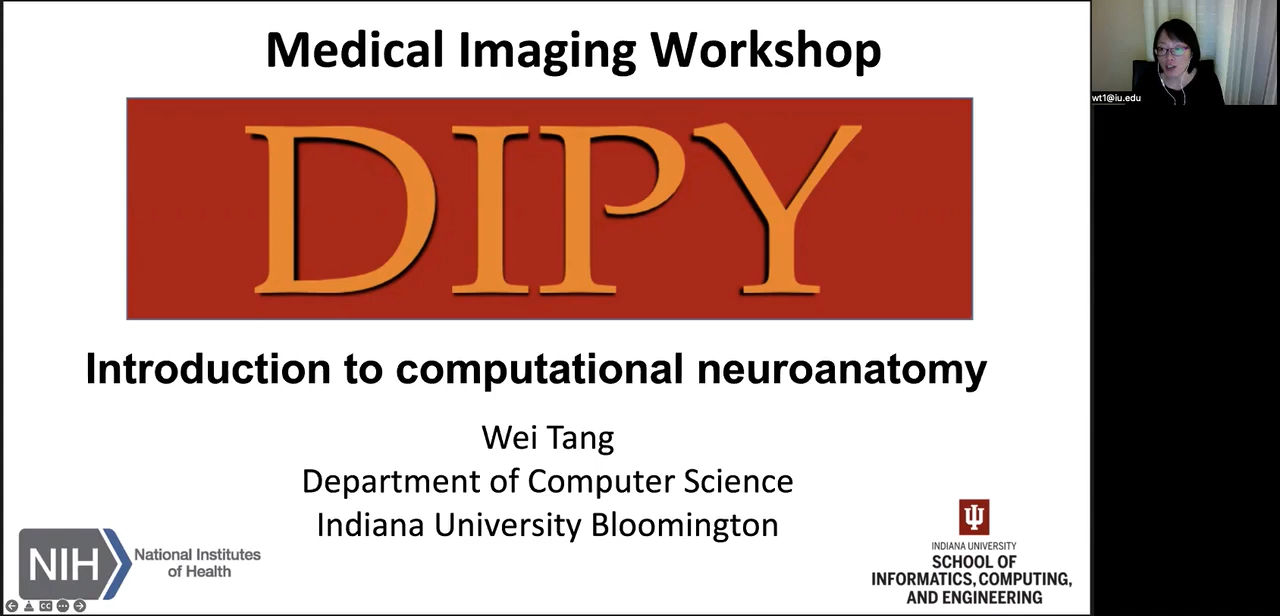 Medical Imaging Workshop
DIPY
Introduction to computational neuroanatomy
Wei Tang
Department of Computer Science
Indiana University Bloomington
NIH
National Institutes
of Health
INDIANA UNIVERSITY
SCHOOL OF
INFORMATICS, COMPUTING,
AND ENGINEERING
wt1@iu.edu